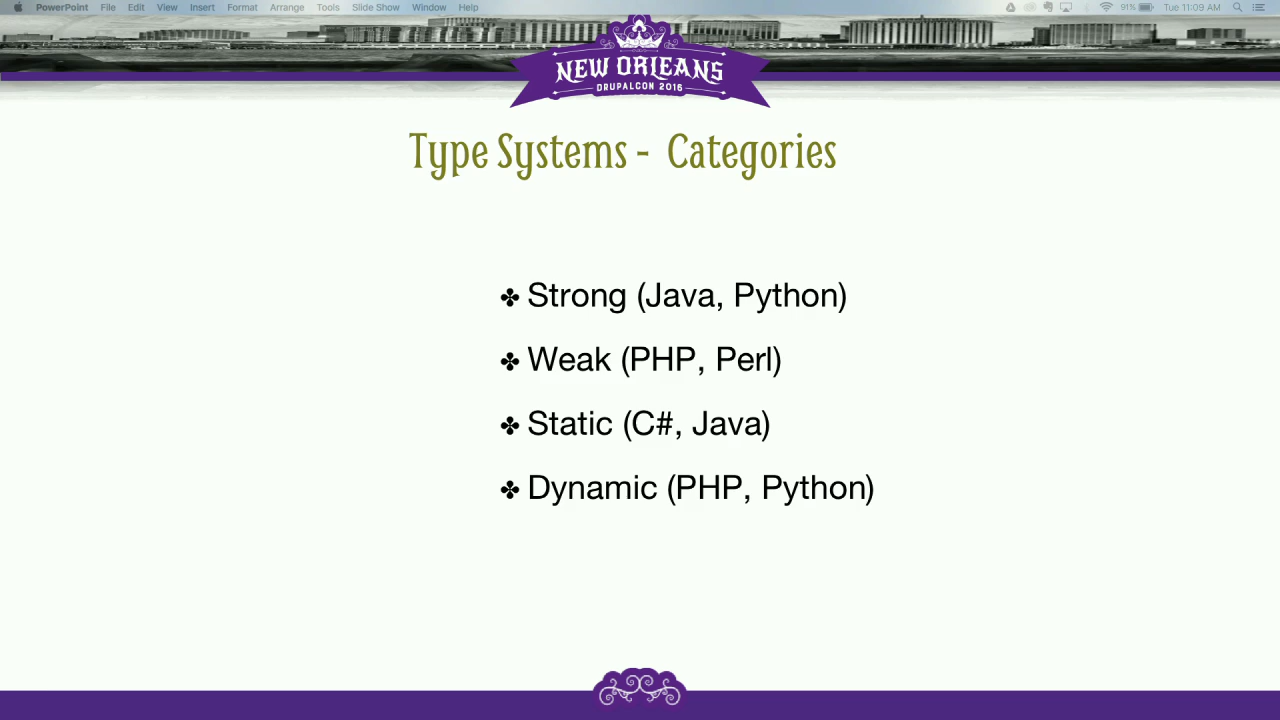 PowerPoint File Edit View Insert Format Arrange Tools Slide Show Window Help 91% Tue 11:09 AM
NEW ORLEANS
DRUPALCON 2016
Type Systems - Categories
✤ Strong (Java, Python)
✤ Weak (PHP, Perl)
✤ Static (C#, Java)
✤ Dynamic (PHP, Python)